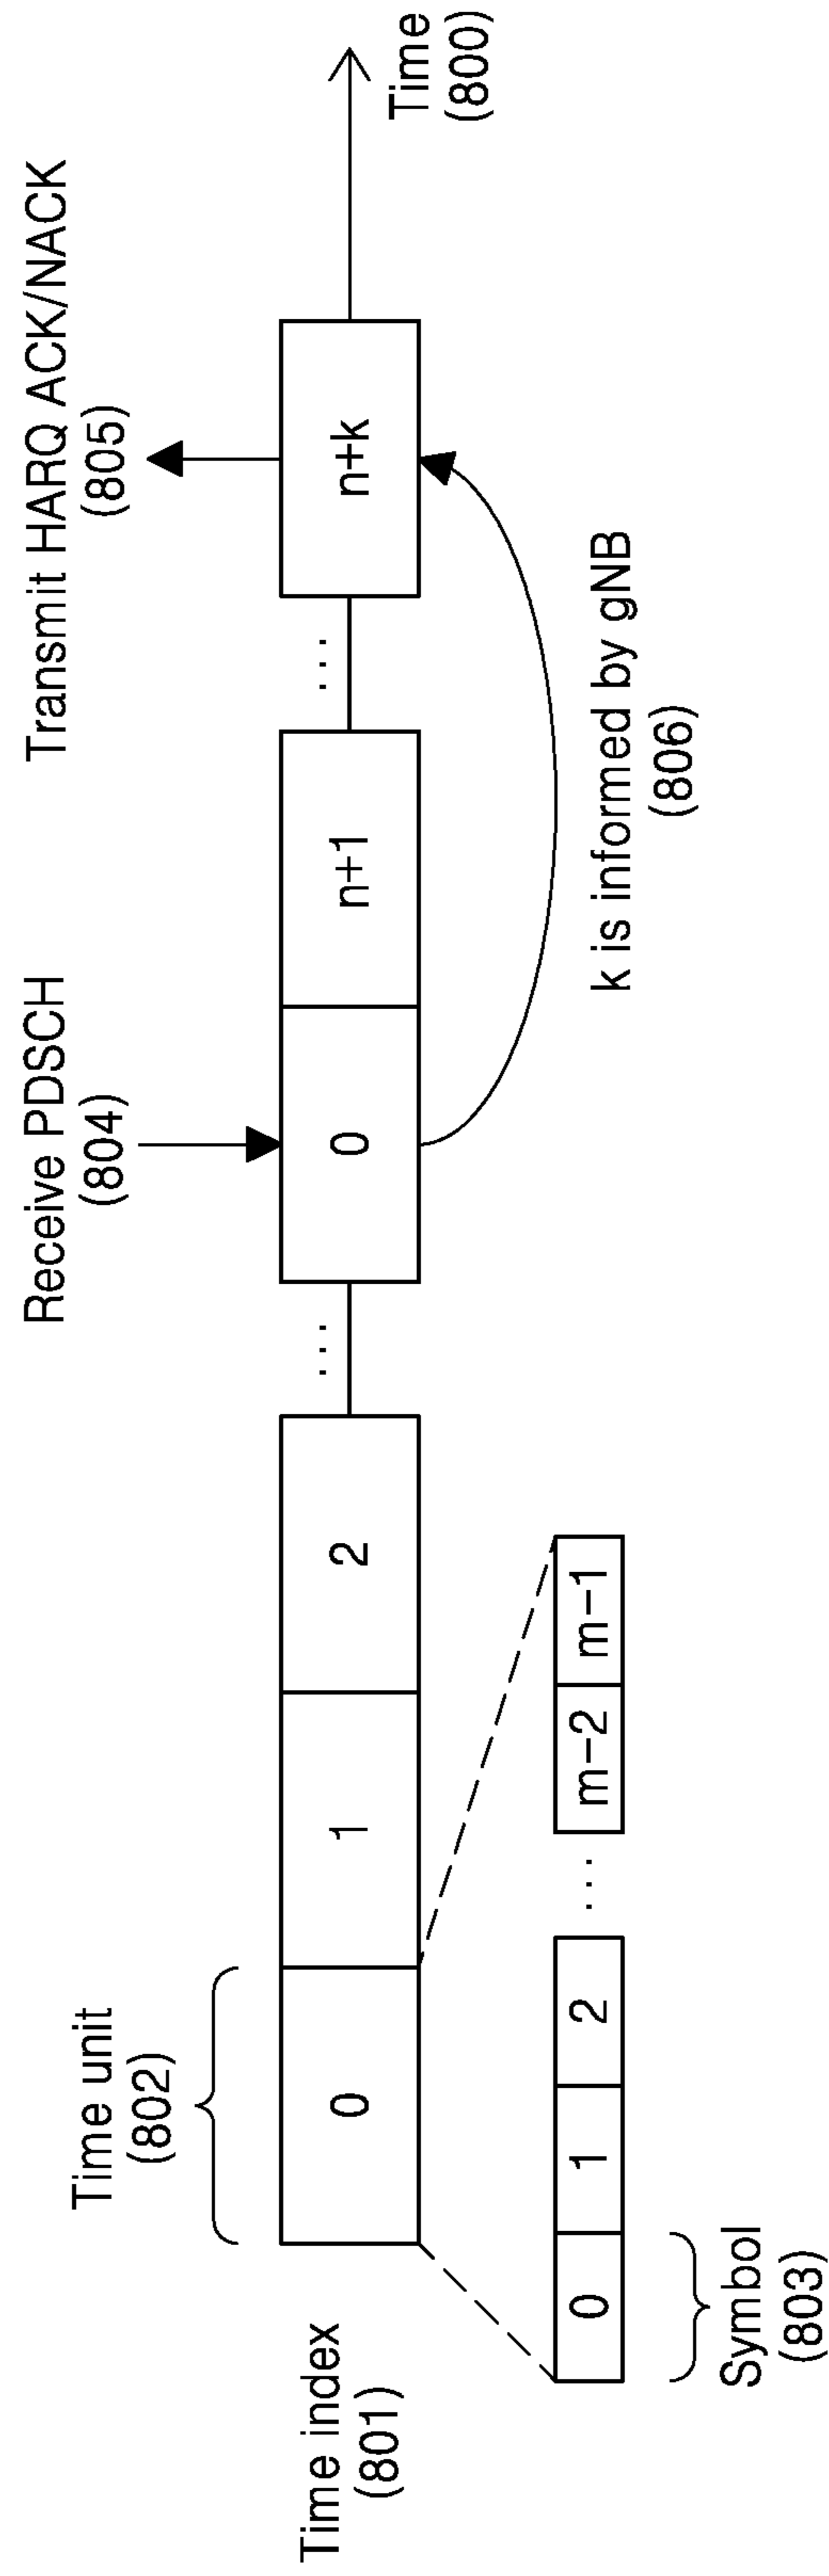 Receive PDSCH
(804)
Transmit HARQ ACK/NACK
(805)
Time unit
(802)
Time index
(801)
0
1
2
...
0
n+1
...
n+k
Time
(800)
0
1
2
...
m-2
m-1
Symbol
(803)
k is informed by gNB
(806)